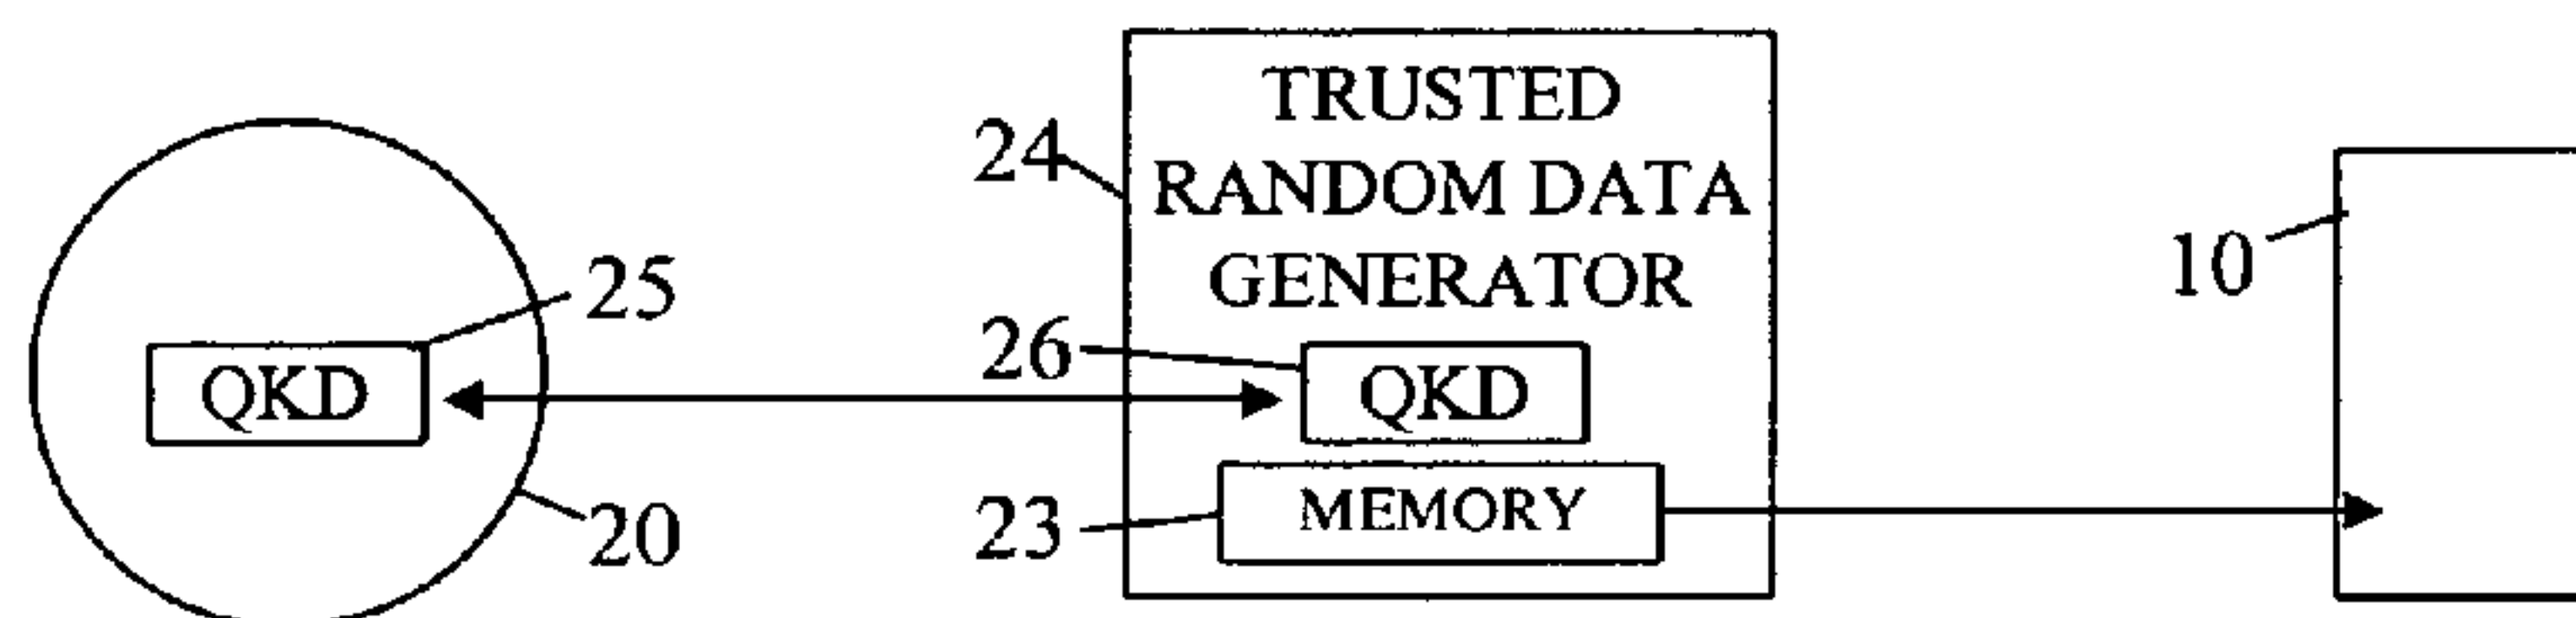 TRUSTED
RANDOM DATA
GENERATOR
24
10
25
QKD
26
QKD
23
MEMORY
20